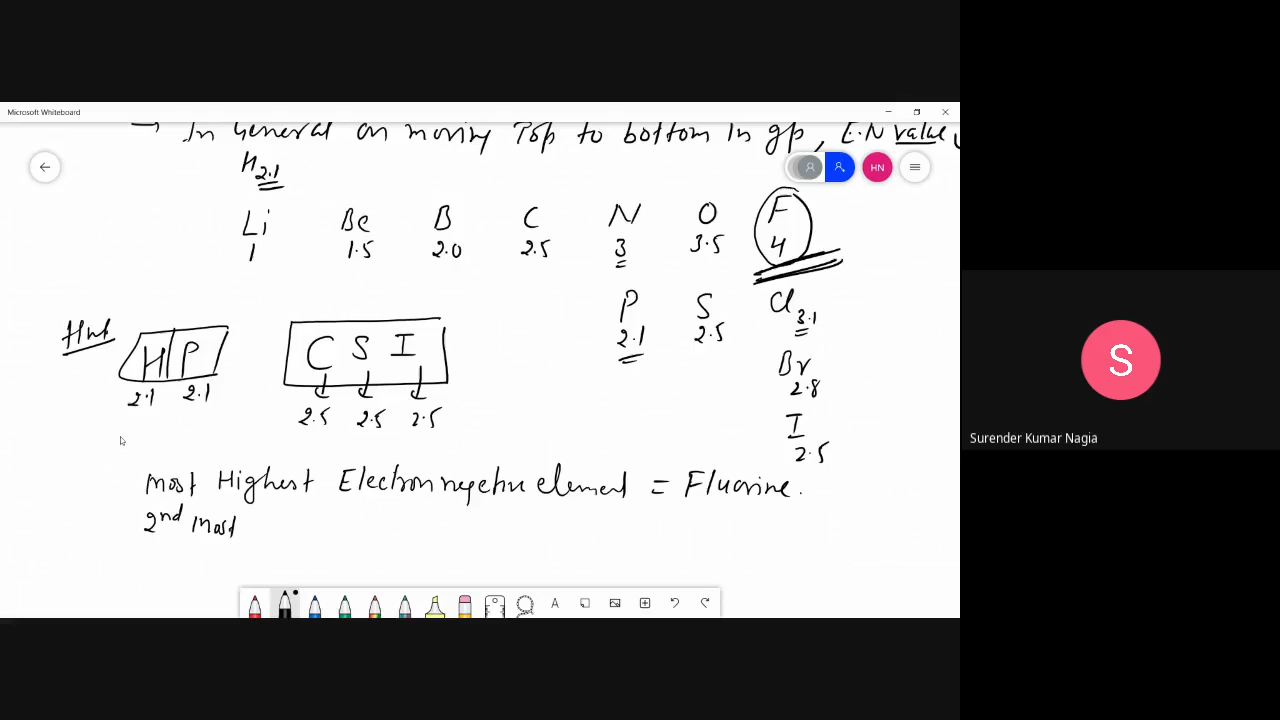 Microsoft Whiteboard
→ In General on moving Top to bottom in gp, E.N value ↓
HN
H 2.1
Li Be B C N O F
1 1.5 2.0 2.5 3 3.5 4
P S Cl 3.1
2.1 2.5
Hint
H P C S I
2.1 2.1 2.5 2.5 2.5
Br
2.8
I
2.5
S
Surender Kumar Nagia
most Highest Electronnegative element = Fluorine.
2nd Most
A